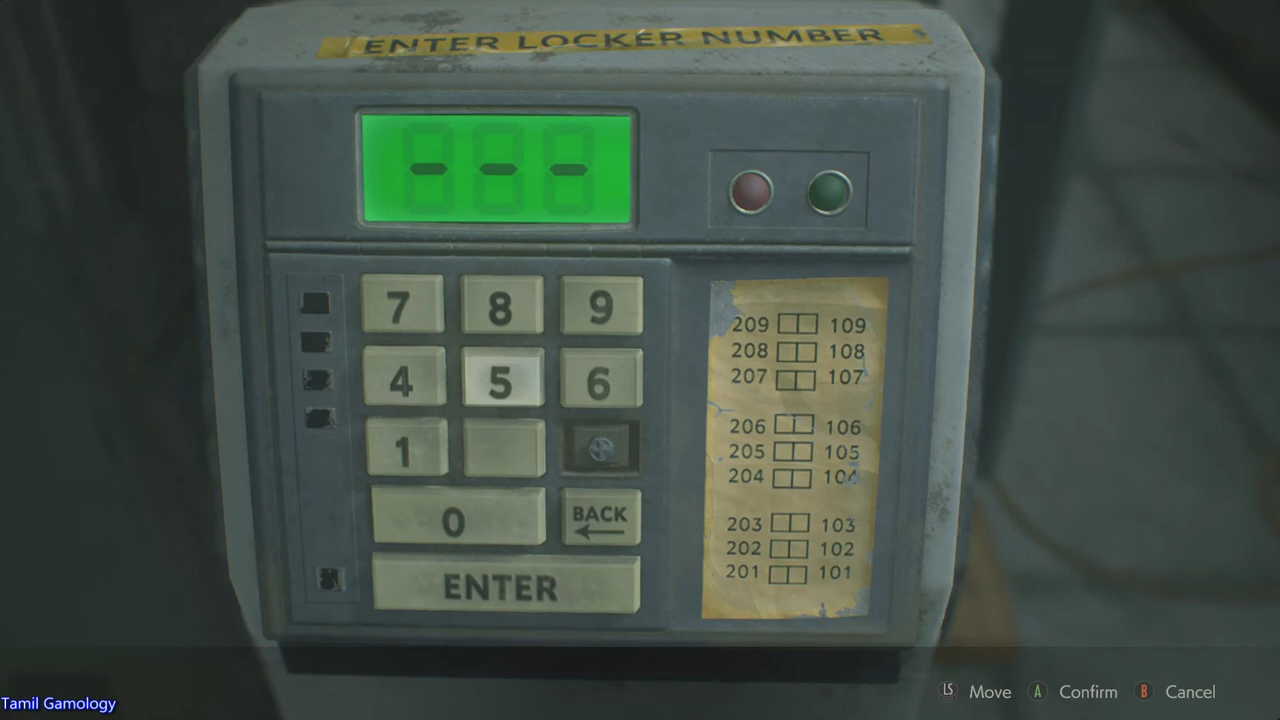 ENTER LOCKER NUMBER
- - -
7 8 9
4 5 6
1
0 BACK
ENTER
209 109
208 108
207 107
206 106
205 105
204 104
203 103
202 102
201 101
LS Move A Confirm B Cancel
Tamil Gamology